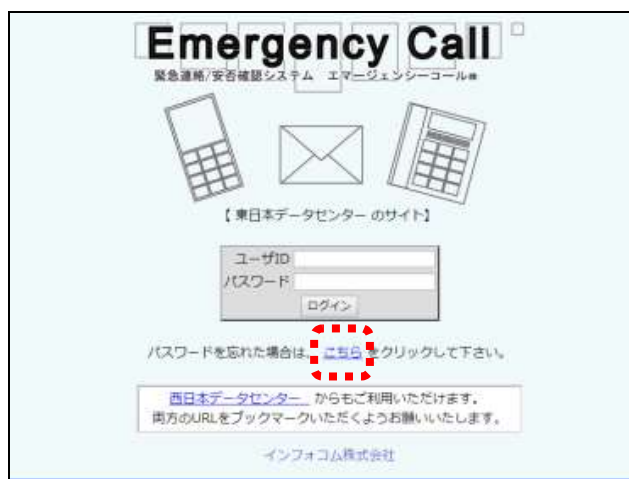 Emergency Call
緊急連絡/安否確認システム エマージェンシーコール®
【 東日本データセンター のサイト】
ユーザID
パスワード
ログイン
パスワードを忘れた場合は、 こちら をクリックして下さい。
西日本データセンター からもご利用いただけます。
両方のURLをブックマークいただくようお願いいたします。
インフォコム株式会社